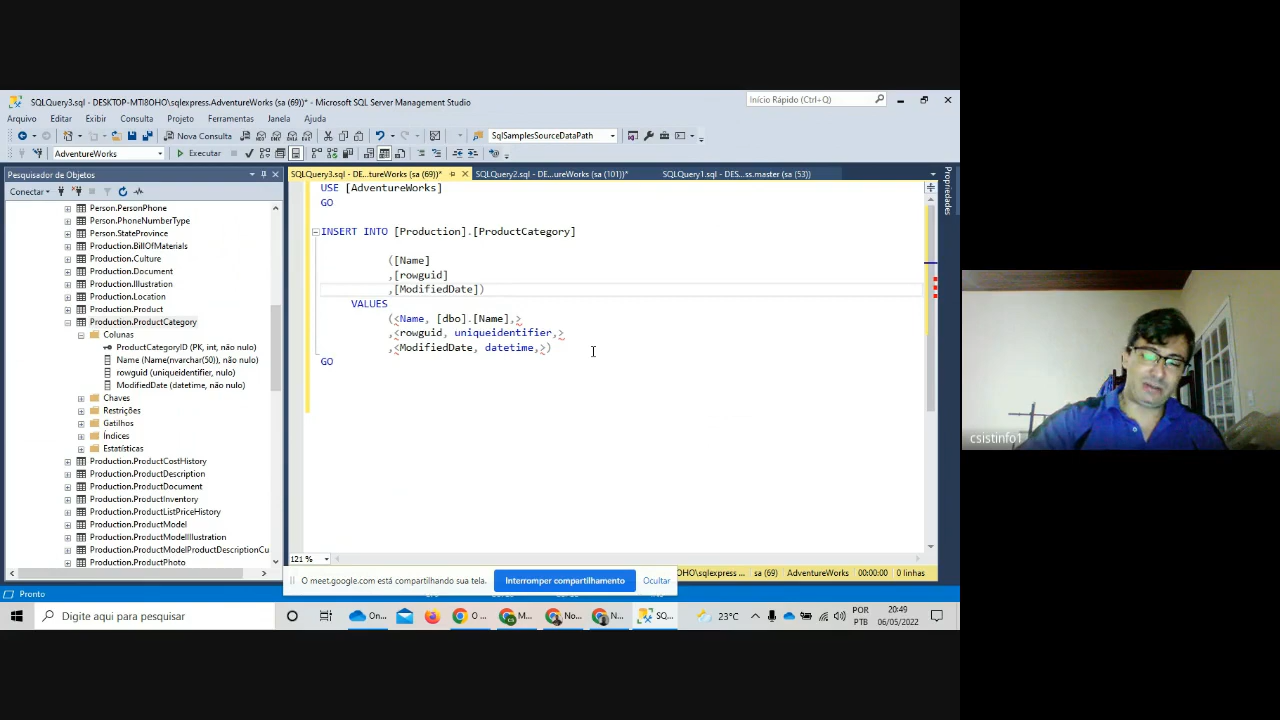 SQLQuery3.sql - DESKTOP-MTI8OHO\sqlexpress.AdventureWorks (sa (69))* - Microsoft SQL Server Management Studio
Início Rápido (Ctrl+Q)
Arquivo Editar Exibir Consulta Projeto Ferramentas Janela Ajuda
Nova Consulta
SqlSamplesSourceDataPath
AdventureWorks
Executar
Pesquisador de Objetos
Conectar
Person.PersonPhone
Person.PhoneNumberType
Person.StateProvince
Production.BillOfMaterials
Production.Culture
Production.Document
Production.Illustration
Production.Location
Production.Product
Production.ProductCategory
Colunas
ProductCategoryID (PK, int, não nulo)
Name (Name(nvarchar(50)), não nulo)
rowguid (uniqueidentifier, nulo)
ModifiedDate (datetime, não nulo)
Chaves
Restrições
Gatilhos
Índices
Estatísticas
Production.ProductCostHistory
Production.ProductDescription
Production.ProductDocument
Production.ProductInventory
Production.ProductListPriceHistory
Production.ProductModel
Production.ProductModelIllustration
Production.ProductModelProductDescriptionCu
Production.ProductPhoto
SQLQuery3.sql - DE...tureWorks (sa (69))* SQLQuery2.sql - DE...ureWorks (sa (101))* SQLQuery1.sql - DES...ss.master (sa (53))
USE [AdventureWorks]
GO
INSERT INTO [Production].[ProductCategory]
([Name]
,[rowguid]
,[ModifiedDate])
VALUES
(<Name, [dbo].[Name],>
,<rowguid, uniqueidentifier,>
,<ModifiedDate, datetime,>)
GO
121 %
Propriedades
O meet.google.com está compartilhando sua tela. Interromper compartilhamento Ocultar
OHO\sqlexpress ... sa (69) AdventureWorks 00:00:00 0 linhas
Pronto
Digite aqui para pesquisar
On... O ... M... No... N... SQ...
23°C
POR
PTB
20:49
06/05/2022
csistinfo1